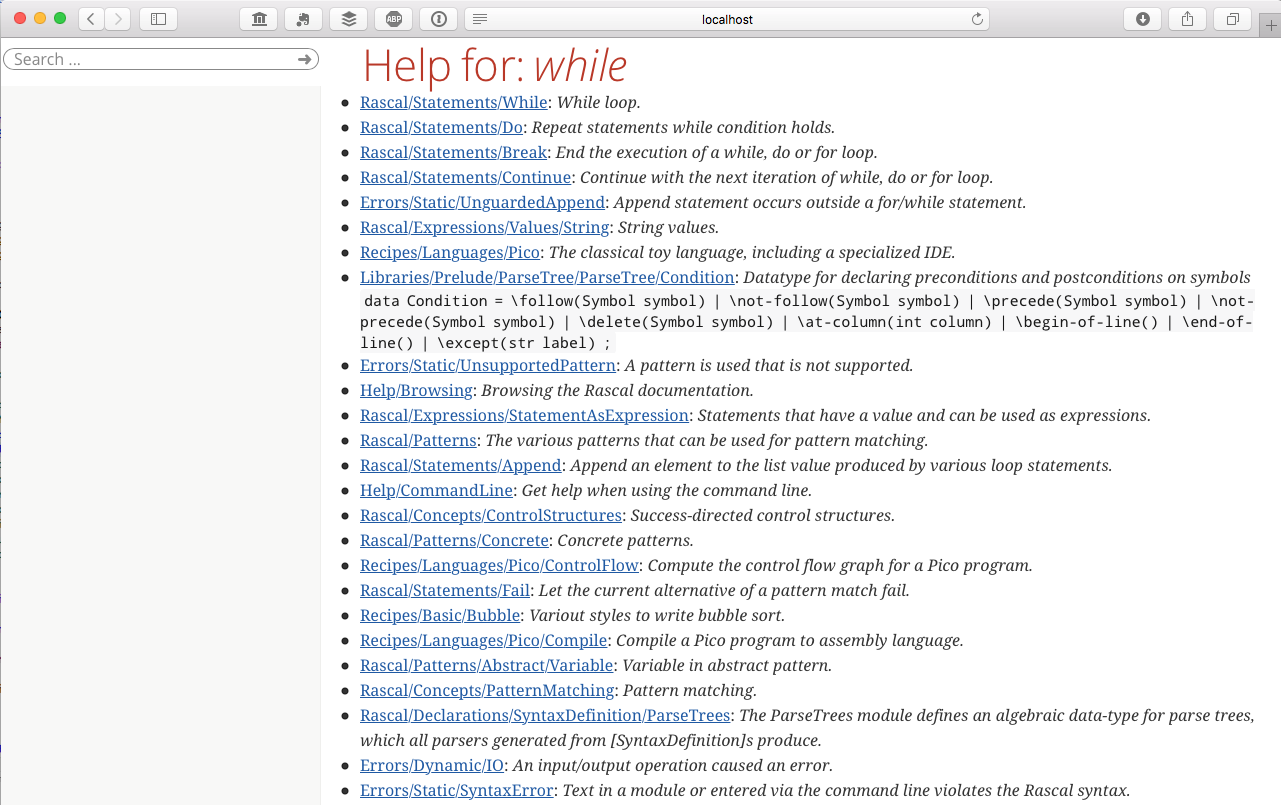 ABP
localhost
Search ...
Help for: while
Rascal/Statements/While: While loop.
Rascal/Statements/Do: Repeat statements while condition holds.
Rascal/Statements/Break: End the execution of a while, do or for loop.
Rascal/Statements/Continue: Continue with the next iteration of while, do or for loop.
Errors/Static/UnguardedAppend: Append statement occurs outside a for/while statement.
Rascal/Expressions/Values/String: String values.
Recipes/Languages/Pico: The classical toy language, including a specialized IDE.
Libraries/Prelude/ParseTree/ParseTree/Condition: Datatype for declaring preconditions and postconditions on symbols
data Condition = \follow(Symbol symbol) | \not-follow(Symbol symbol) | \precede(Symbol symbol) | \not-
precede(Symbol symbol) | \delete(Symbol symbol) | \at-column(int column) | \begin-of-line() | \end-of-
line() | \except(str label) ;
Errors/Static/UnsupportedPattern: A pattern is used that is not supported.
Help/Browsing: Browsing the Rascal documentation.
Rascal/Expressions/StatementAsExpression: Statements that have a value and can be used as expressions.
Rascal/Patterns: The various patterns that can be used for pattern matching.
Rascal/Statements/Append: Append an element to the list value produced by various loop statements.
Help/CommandLine: Get help when using the command line.
Rascal/Concepts/ControlStructures: Success-directed control structures.
Rascal/Patterns/Concrete: Concrete patterns.
Recipes/Languages/Pico/ControlFlow: Compute the control flow graph for a Pico program.
Rascal/Statements/Fail: Let the current alternative of a pattern match fail.
Recipes/Basic/Bubble: Various styles to write bubble sort.
Recipes/Languages/Pico/Compile: Compile a Pico program to assembly language.
Rascal/Patterns/Abstract/Variable: Variable in abstract pattern.
Rascal/Concepts/PatternMatching: Pattern matching.
Rascal/Declarations/SyntaxDefinition/ParseTrees: The ParseTrees module defines an algebraic data-type for parse trees,
which all parsers generated from [SyntaxDefinition]s produce.
Errors/Dynamic/IO: An input/output operation caused an error.
Errors/Static/SyntaxError: Text in a module or entered via the command line violates the Rascal syntax.